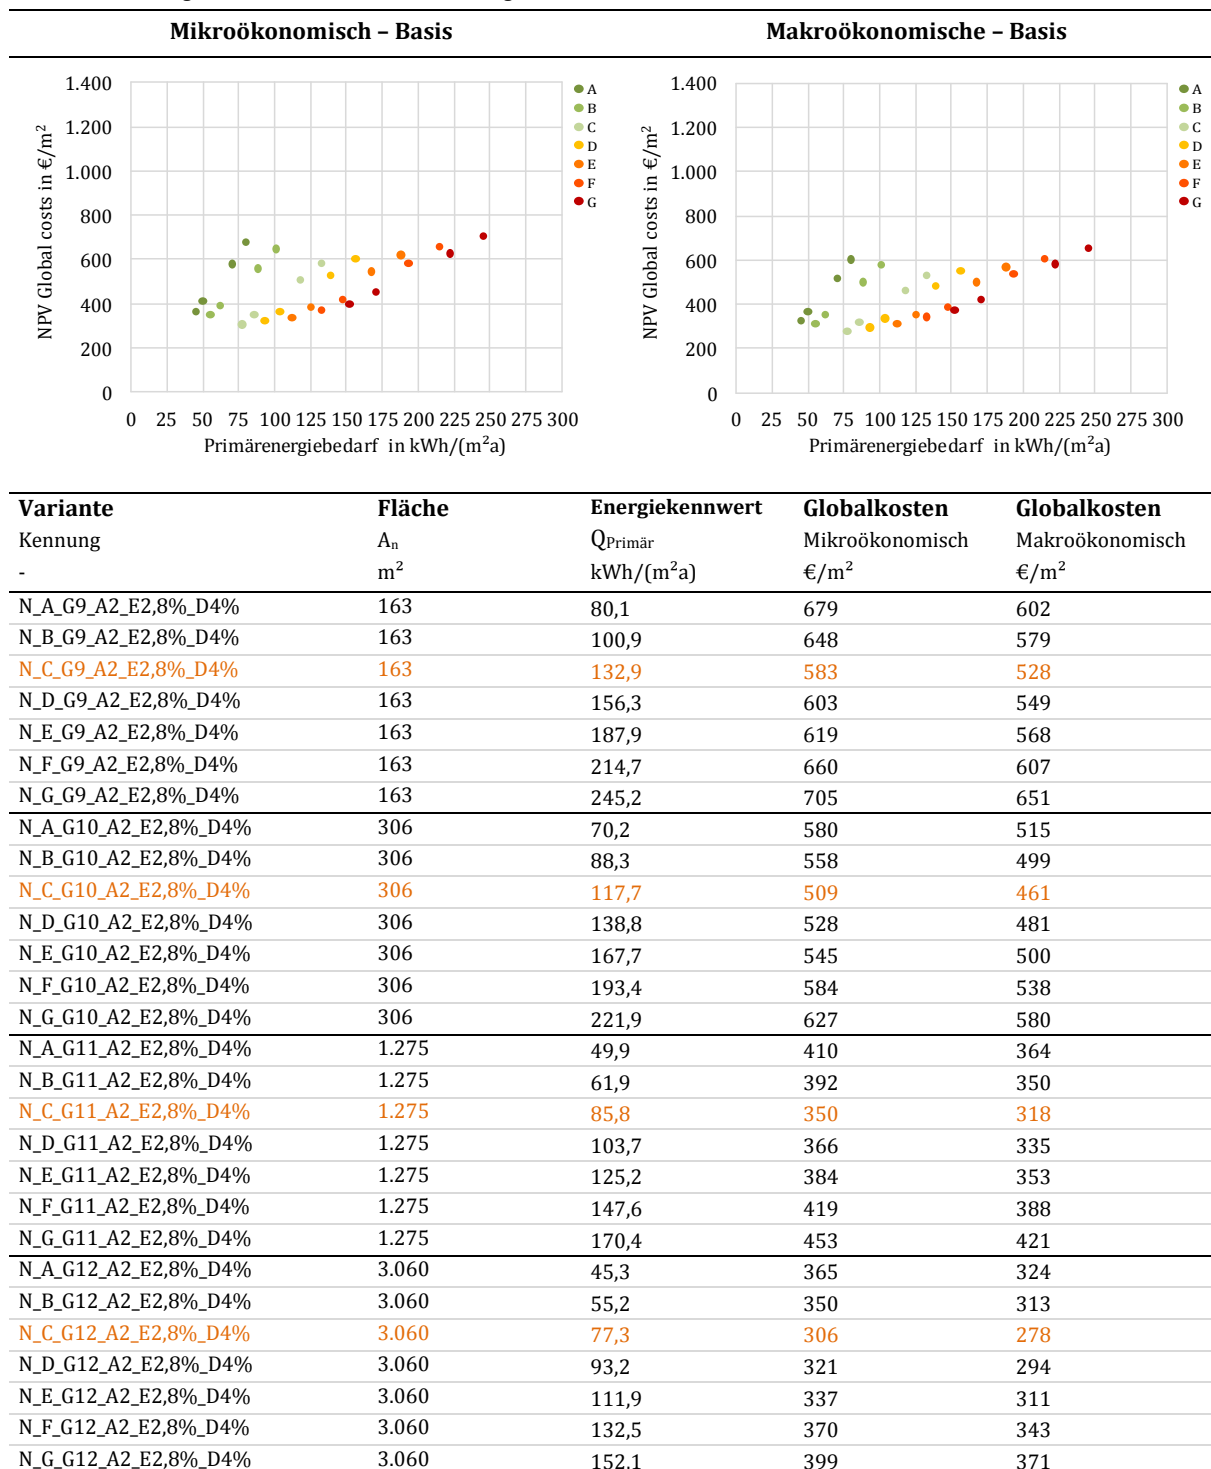 Mikroökonomisch – Basis
Makroökonomische – Basis
NPV Global costs in €/m²
1.400
1.200
1.000
800
600
400
200
0
0 25 50 75 100 125 150 175 200 225 250 275 300
Primärenergiebedarf in kWh/(m²a)
A
B
C
D
E
F
G
NPV Global costs in €/m²
1.400
1.200
1.000
800
600
400
200
0
0 25 50 75 100 125 150 175 200 225 250 275 300
Primärenergiebedarf in kWh/(m²a)
A
B
C
D
E
F
G
Variante Fläche Energiekennwert Globalkosten Globalkosten
Kennung Aₙ QPrimär Mikroökonomisch Makroökonomisch
- m² kWh/(m²a) €/m² €/m²
N_A_G9_A2_E2,8%_D4% 163 80,1 679 602
N_B_G9_A2_E2,8%_D4% 163 100,9 648 579
N_C_G9_A2_E2,8%_D4% 163 132,9 583 528
N_D_G9_A2_E2,8%_D4% 163 156,3 603 549
N_E_G9_A2_E2,8%_D4% 163 187,9 619 568
N_F_G9_A2_E2,8%_D4% 163 214,7 660 607
N_G_G9_A2_E2,8%_D4% 163 245,2 705 651
N_A_G10_A2_E2,8%_D4% 306 70,2 580 515
N_B_G10_A2_E2,8%_D4% 306 88,3 558 499
N_C_G10_A2_E2,8%_D4% 306 117,7 509 461
N_D_G10_A2_E2,8%_D4% 306 138,8 528 481
N_E_G10_A2_E2,8%_D4% 306 167,7 545 500
N_F_G10_A2_E2,8%_D4% 306 193,4 584 538
N_G_G10_A2_E2,8%_D4% 306 221,9 627 580
N_A_G11_A2_E2,8%_D4% 1.275 49,9 410 364
N_B_G11_A2_E2,8%_D4% 1.275 61,9 392 350
N_C_G11_A2_E2,8%_D4% 1.275 85,8 350 318
N_D_G11_A2_E2,8%_D4% 1.275 103,7 366 335
N_E_G11_A2_E2,8%_D4% 1.275 125,2 384 353
N_F_G11_A2_E2,8%_D4% 1.275 147,6 419 388
N_G_G11_A2_E2,8%_D4% 1.275 170,4 453 421
N_A_G12_A2_E2,8%_D4% 3.060 45,3 365 324
N_B_G12_A2_E2,8%_D4% 3.060 55,2 350 313
N_C_G12_A2_E2,8%_D4% 3.060 77,3 306 278
N_D_G12_A2_E2,8%_D4% 3.060 93,2 321 294
N_E_G12_A2_E2,8%_D4% 3.060 111,9 337 311
N_F_G12_A2_E2,8%_D4% 3.060 132,5 370 343
N_G_G12_A2_E2,8%_D4% 3.060 152,1 399 371